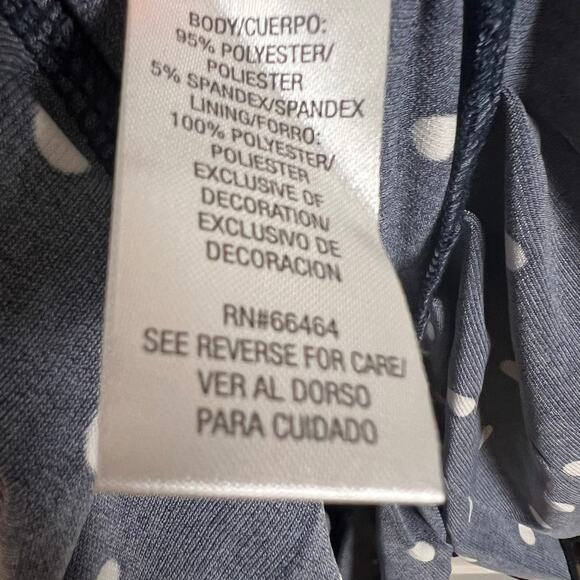 BODY/CUERPO:
95% POLYESTER/
POLIESTER
5% SPANDEX/SPANDEX
LINING/FORRO:
100% POLYESTER/
POLIESTER
EXCLUSIVE OF
DECORATION/
EXCLUSIVO DE
DECORACION
RN#66464
SEE REVERSE FOR CARE/
VER AL DORSO
PARA CUIDADO